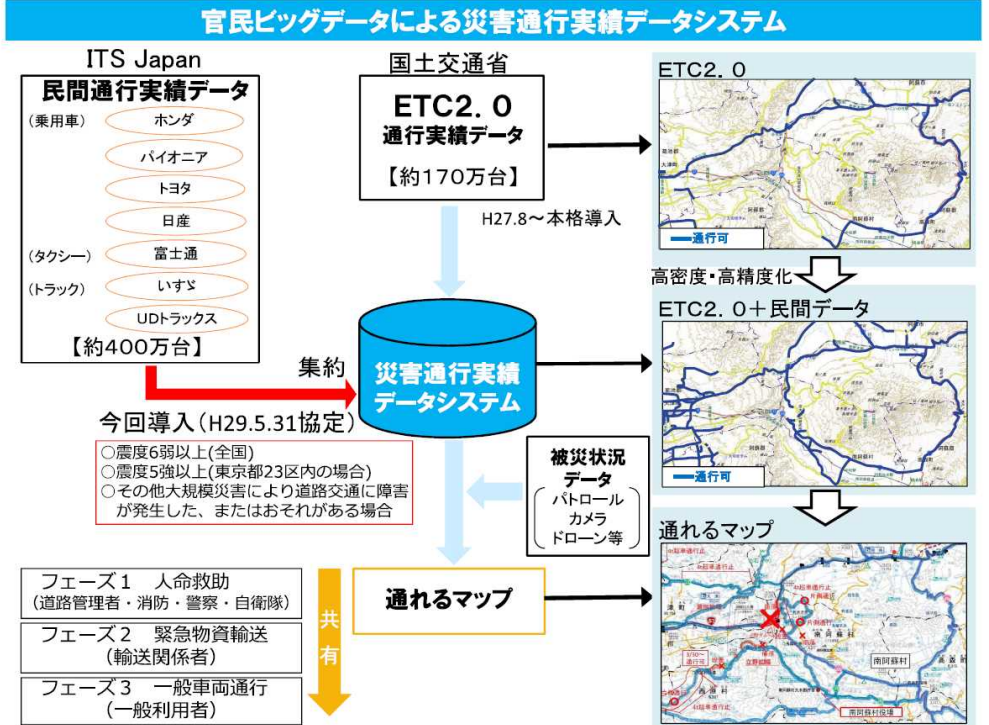 官民ビッグデータによる災害通行実績データシステム
ITS Japan
民間通行実績データ
(乗用車)
ホンダ
パイオニア
トヨタ
日産
(タクシー)
富士通
(トラック)
いすゞ
UDトラックス
【約400万台】
国土交通省
ETC2.0
通行実績データ
【約170万台】
H27.8～本格導入
集約
災害通行実績
データシステム
今回導入(H29.5.31協定)
○震度6弱以上(全国)
○震度5強以上(東京都23区内の場合)
○その他大規模災害により道路交通に障害
が発生した、またはおそれがある場合
被災状況
データ
パトロール
カメラ
ドローン等
フェーズ1 人命救助
(道路管理者・消防・警察・自衛隊)
フェーズ2 緊急物資輸送
(輸送関係者)
フェーズ3 一般車両通行
(一般利用者)
共有
通れるマップ
ETC2.0
通行可
高密度・高精度化
ETC2.0＋民間データ
通行可
通れるマップ
南阿蘇村
南阿蘇村
南阿蘇村役場